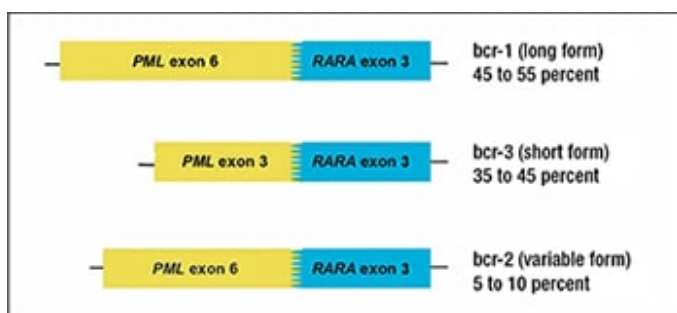 PML exon 6 RARA exon 3 bcr-1 (long form)
45 to 55 percent
PML exon 3 RARA exon 3 bcr-3 (short form)
35 to 45 percent
PML exon 6 RARA exon 3 bcr-2 (variable form)
5 to 10 percent